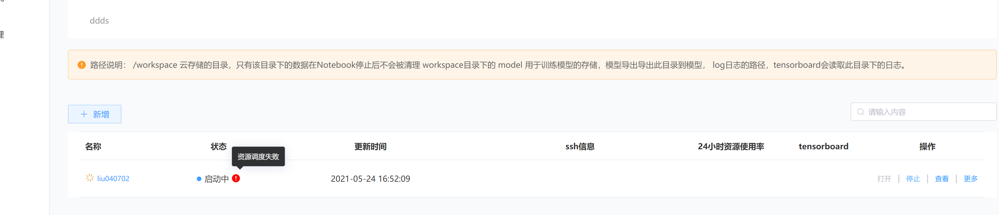 ddds
理
路径说明： /workspace 云存储的目录，只有该目录下的数据在Notebook停止后不会被清理 workspace目录下的 model 用于训练模型的存储，模型导出导出此目录到模型， log日志的路径，tensorboard会读取此目录下的日志。
新增
请输入内容
名称 状态 更新时间 ssh信息 24小时资源使用率 tensorboard 操作
资源调度失败
liu040702 启动中 2021-05-24 16:52:09 打开 停止 查看 更多